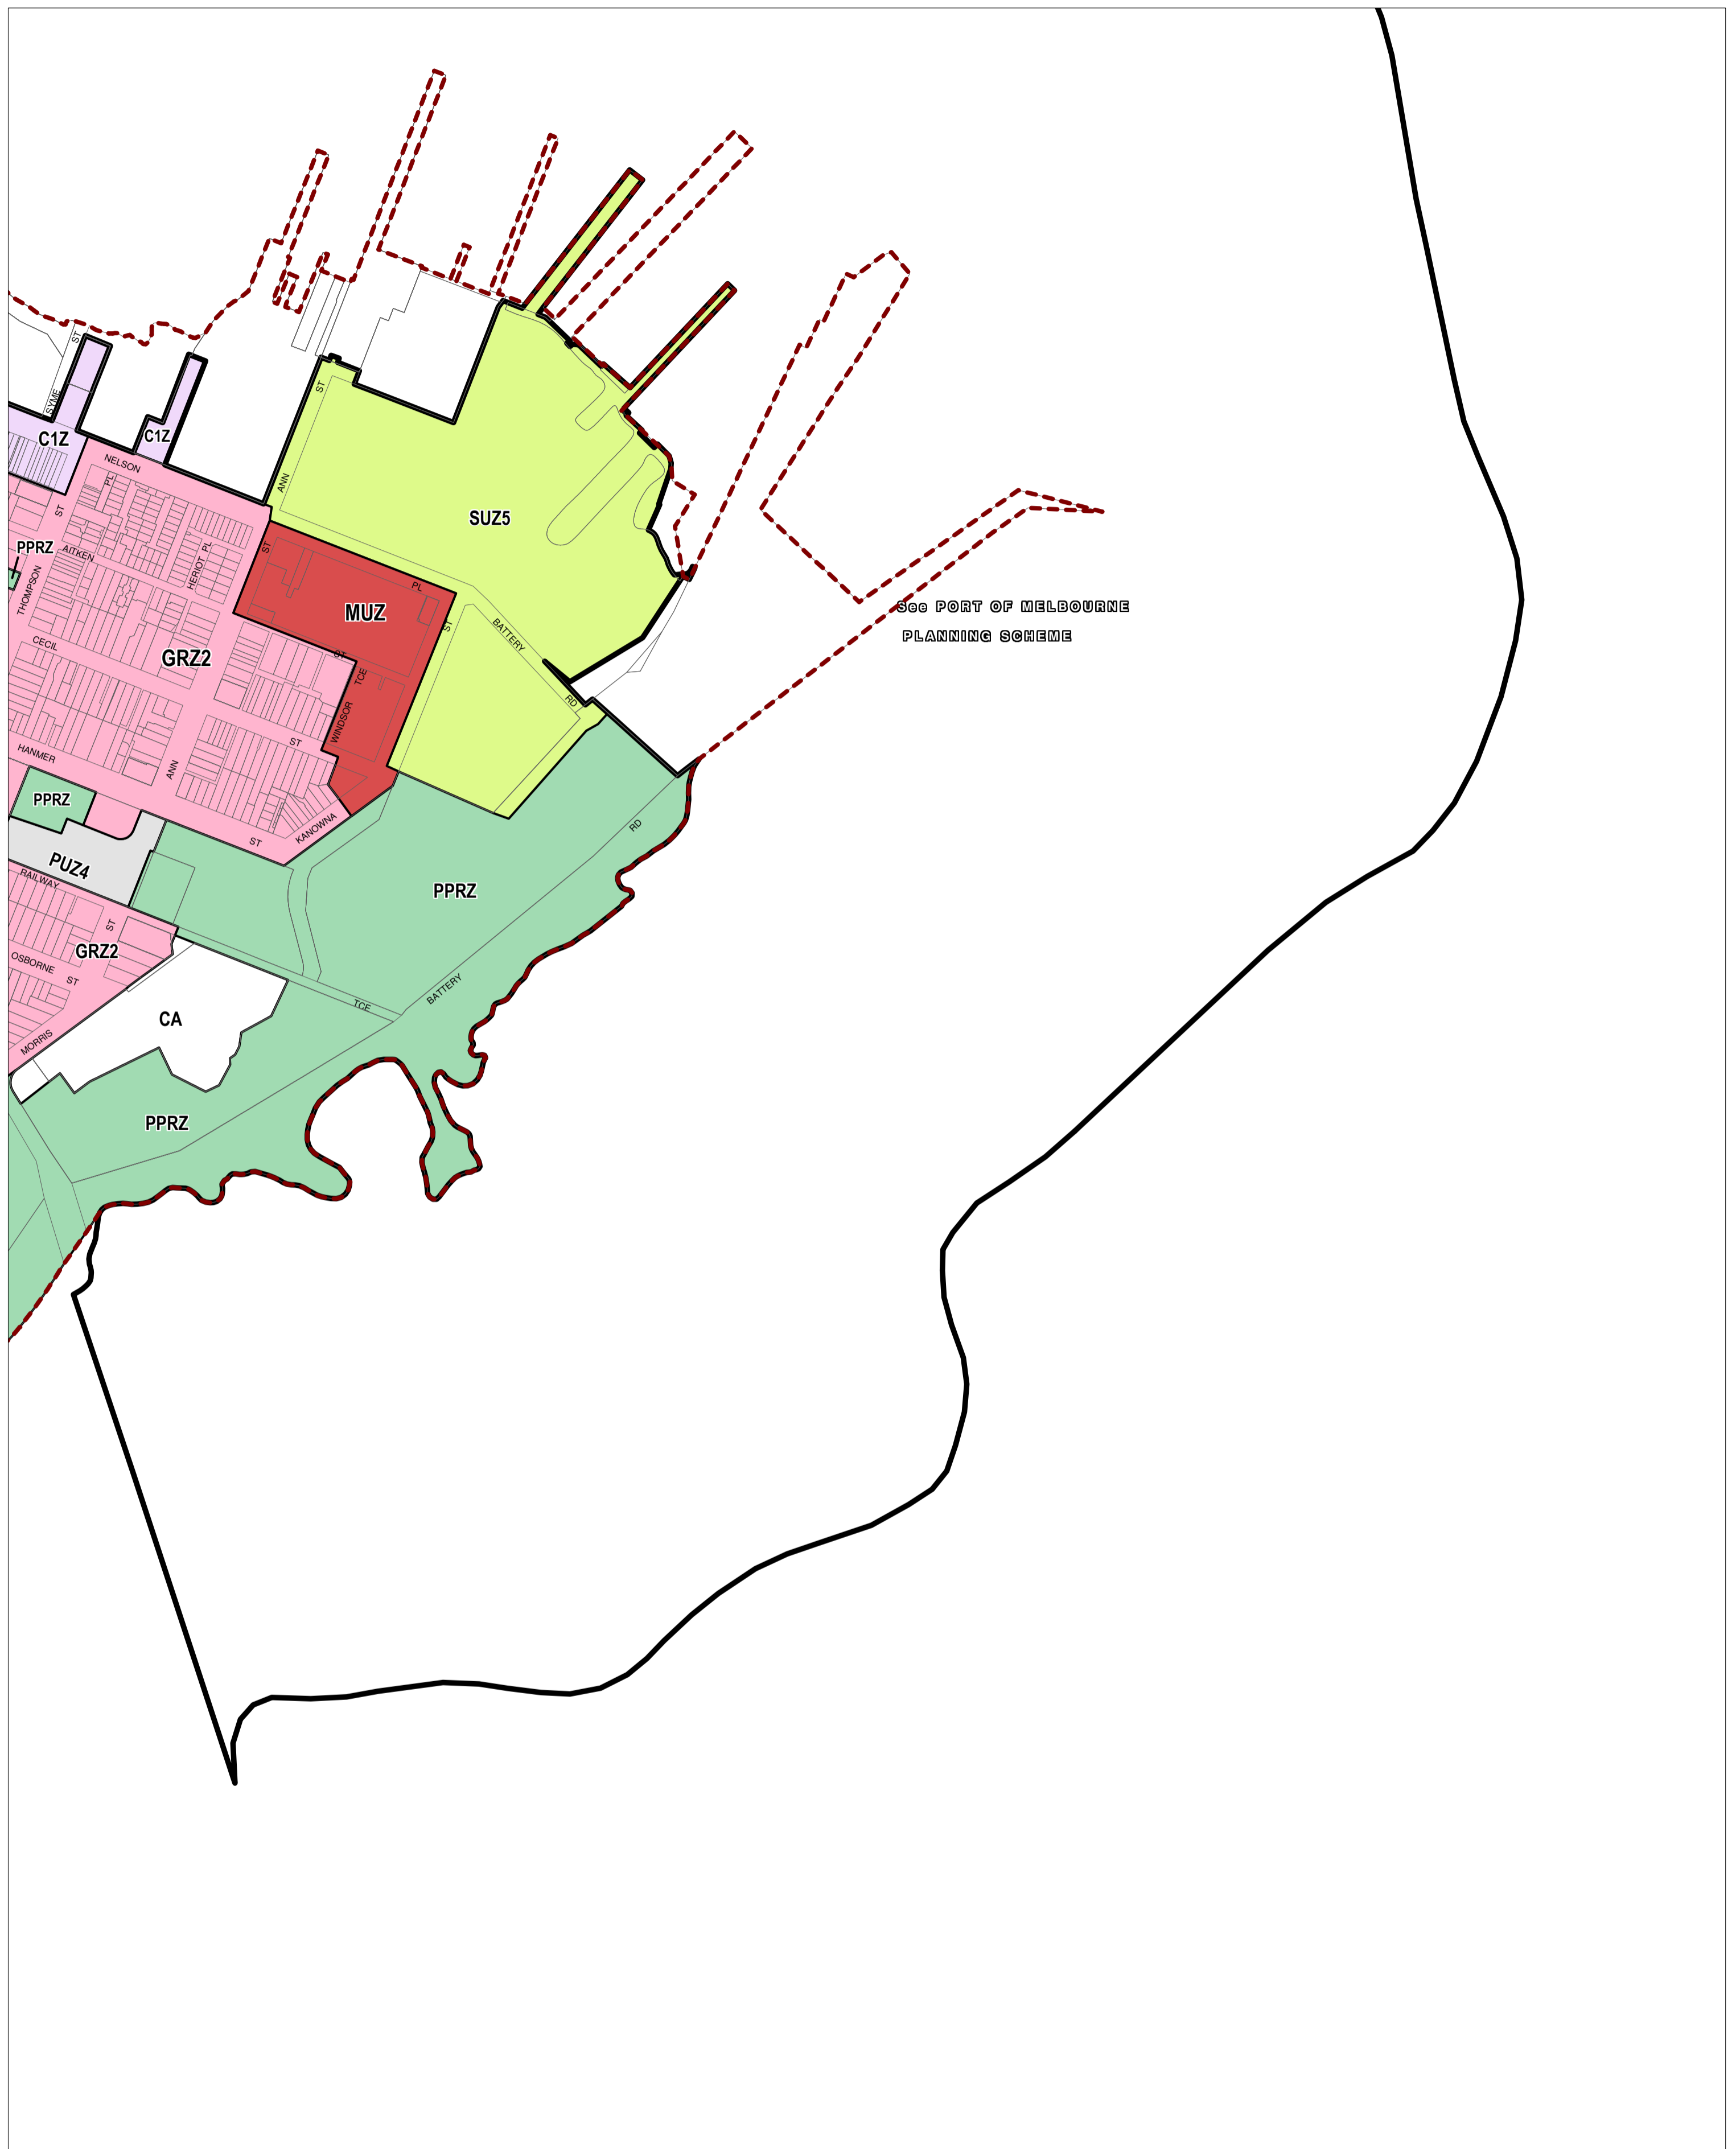 ST
SYME
ST
C1Z
C1Z
NELSON
PL
ANN
ST
SUZ5
ST
PPRZ
AITKEN
HERIOT PL
THOMPSON
PL
MUZ
See PORT OF MELBOURNE
PLANNING SCHEME
ST
BATTERY
CECIL
GRZ2
ST
TCE
RD
WINDSOR
ST
HANMER
ANN
PPRZ
KANOWNA
RD
ST
PUZ4
RAILWAY
PPRZ
ST
GRZ2
OSBORNE
ST
BATTERY
TCE
CA
MORRIS
PPRZ